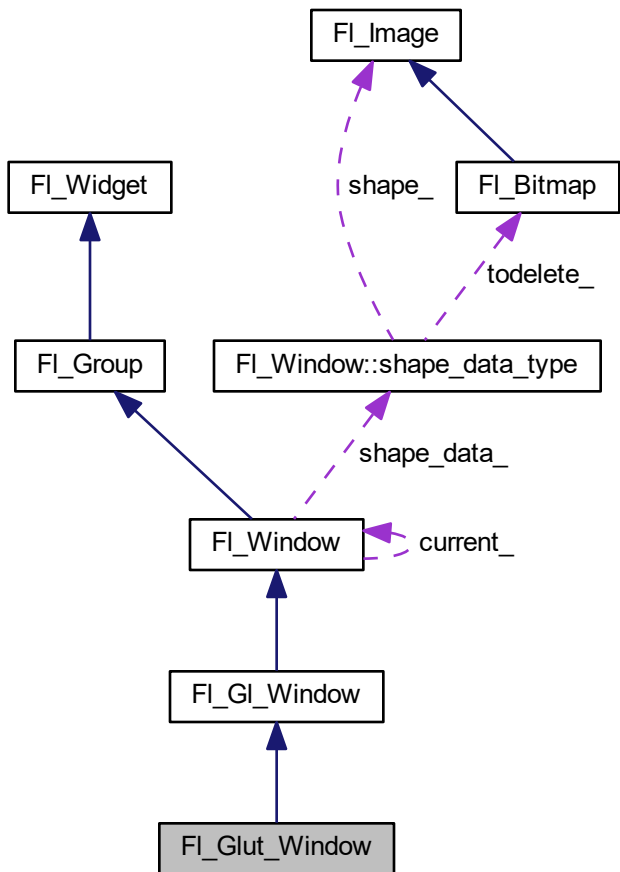 Fl_Image
Fl_Widget
Fl_Bitmap
shape_
todelete_
Fl_Group
Fl_Window::shape_data_type
shape_data_
Fl_Window
current_
Fl_Gl_Window
Fl_Glut_Window